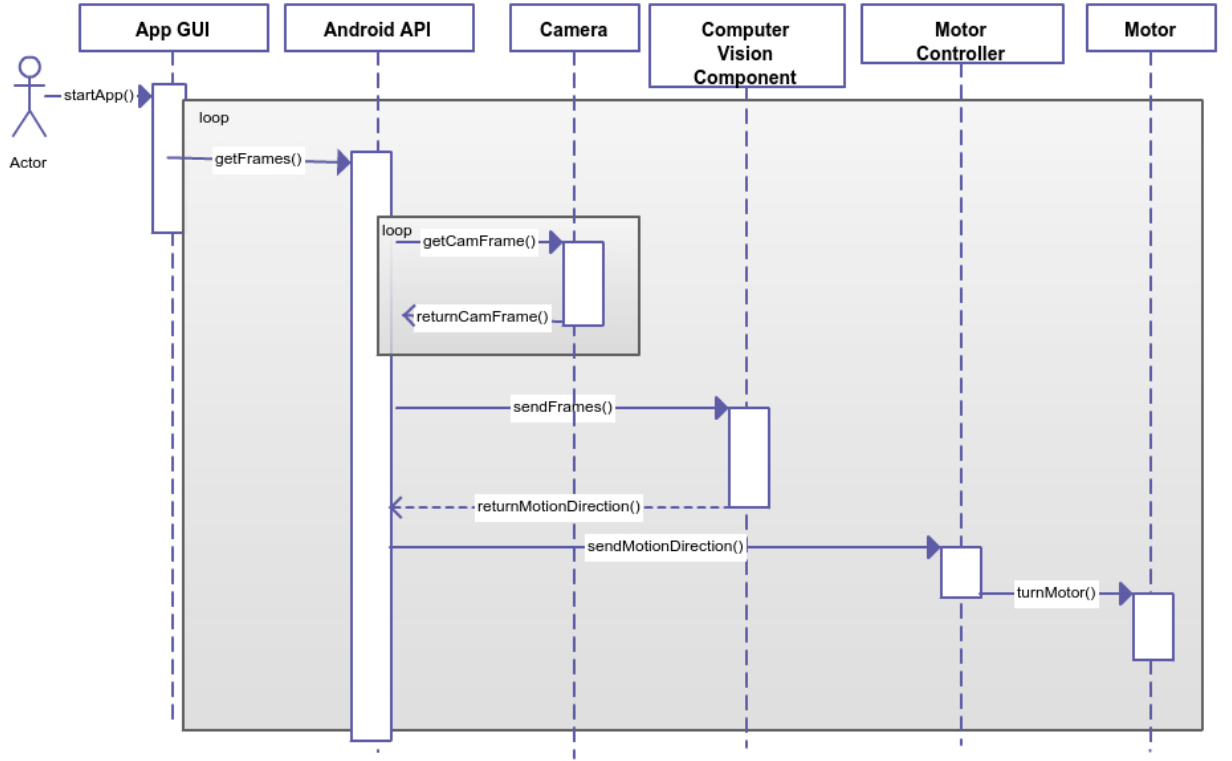 App GUI
Android API
Camera
Computer
Vision
Component
Motor
Controller
Motor
startApp()
Actor
loop
getFrames()
loop
getCamFrame()
returnCamFrame()
sendFrames()
returnMotionDirection()
sendMotionDirection()
turnMotor()